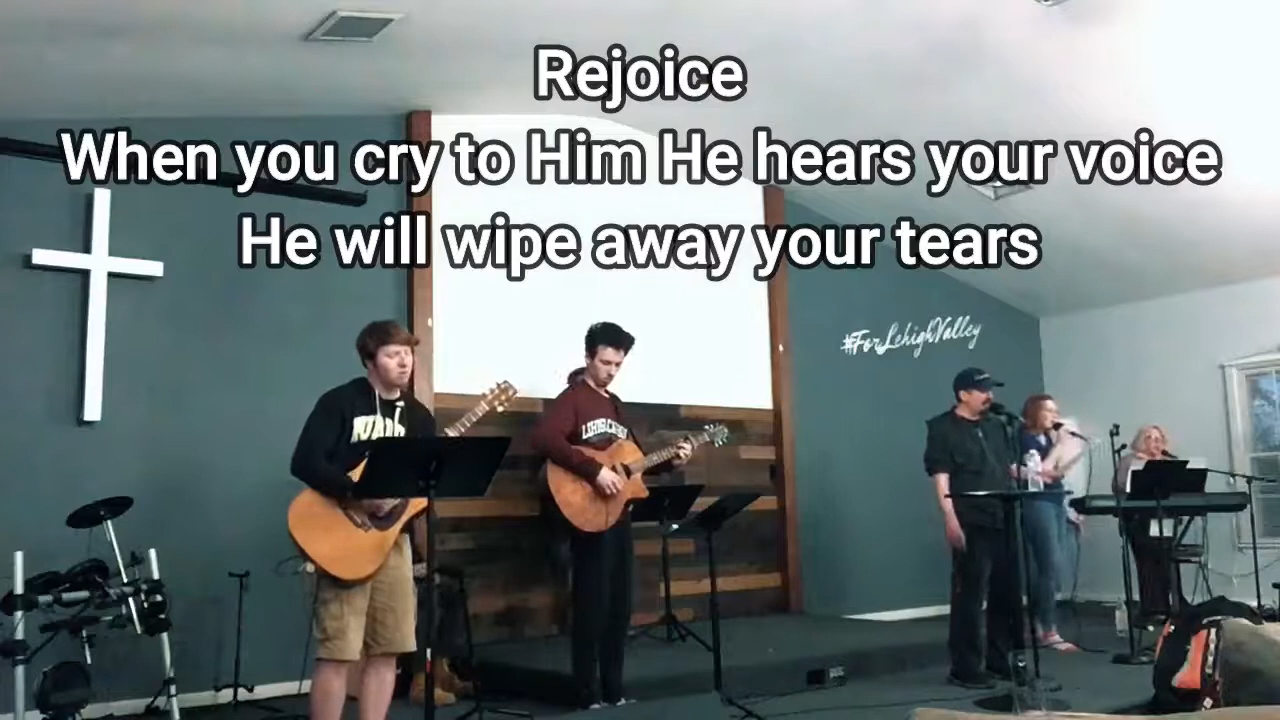 Rejoice
When you cry to Him He hears your voice
He will wipe away your tears
#ForLehighValley